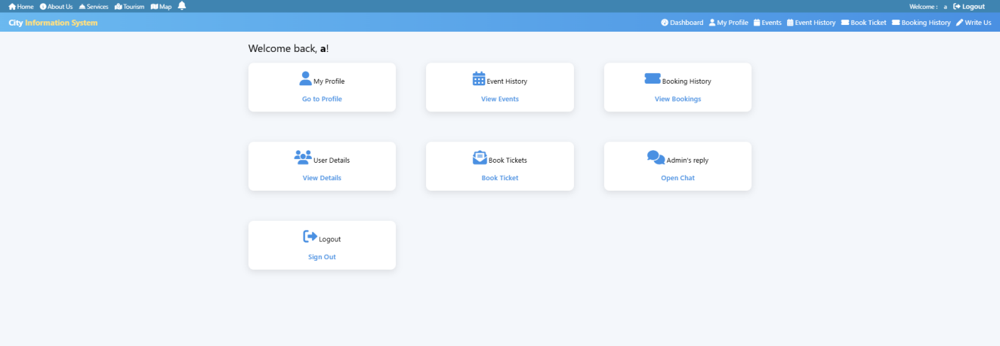 Home About Us Services Tourism Map Welcome : a Logout
City Information System Dashboard My Profile Events Event History Book Ticket Booking History Write Us
Welcome back, a!
My Profile Event History Booking History
Go to Profile View Events View Bookings
User Details Book Tickets Admin's reply
View Details Book Ticket Open Chat
Logout
Sign Out